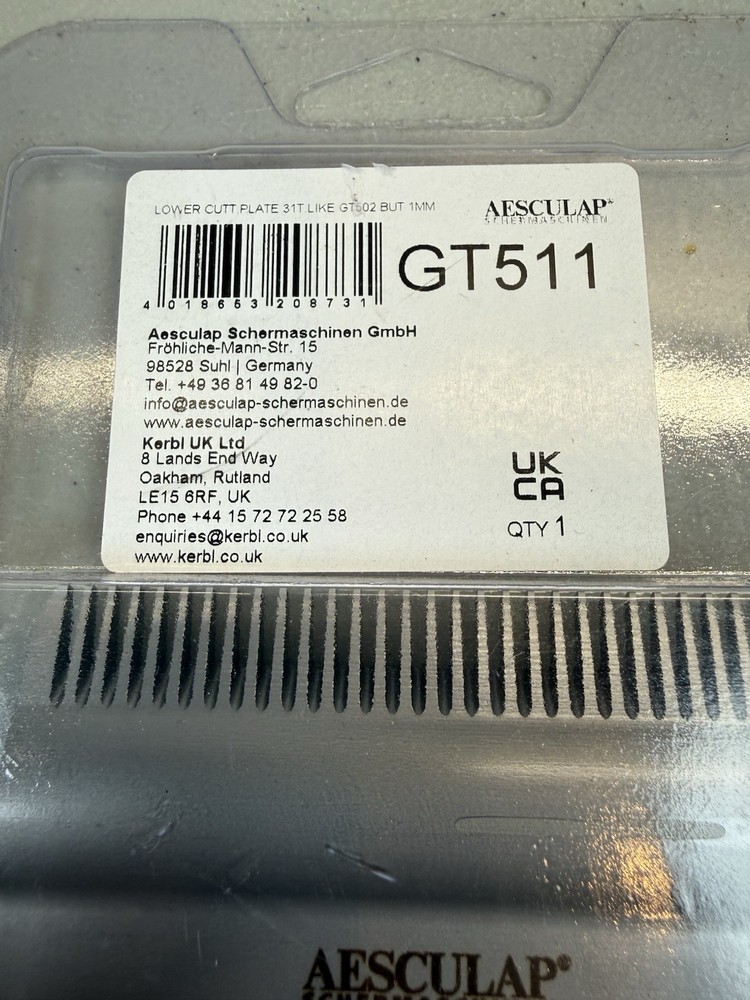 LOWER CUTT.PLATE 31T.LIKE GT502 BUT 1MM
AESCULAP®
SCHERMASCHINEN
GT511
4 018653 208731
Aesculap Schermaschinen GmbH
Fröhliche-Mann-Str. 15
98528 Suhl | Germany
Tel. +49 36 81 49 82-0
info@aesculap-schermaschinen.de
www.aesculap-schermaschinen.de
Kerbl UK Ltd
8 Lands End Way
Oakham, Rutland
LE15 6RF, UK
Phone +44 15 72 72 25 58
enquiries@kerbl.co.uk
www.kerbl.co.uk
UK
CA
QTY 1
AESCULAP®
SCHERMASCHINEN